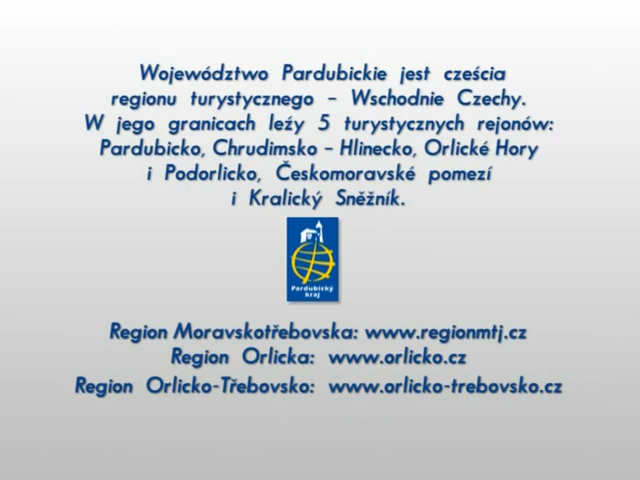 Województwo Pardubickie jest cześcia
regionu turystycznego – Wschodnie Czechy.
W jego granicach leźy 5 turystycznych rejonów:
Pardubicko, Chrudimsko – Hlinecko, Orlické Hory
i Podorlicko, Českomoravské pomezí
i Kralický Sněžník.
Pardubický
kraj
Region Moravskotřebovska: www.regionmtj.cz
Region Orlicka: www.orlicko.cz
Region Orlicko-Třebovsko: www.orlicko-trebovsko.cz